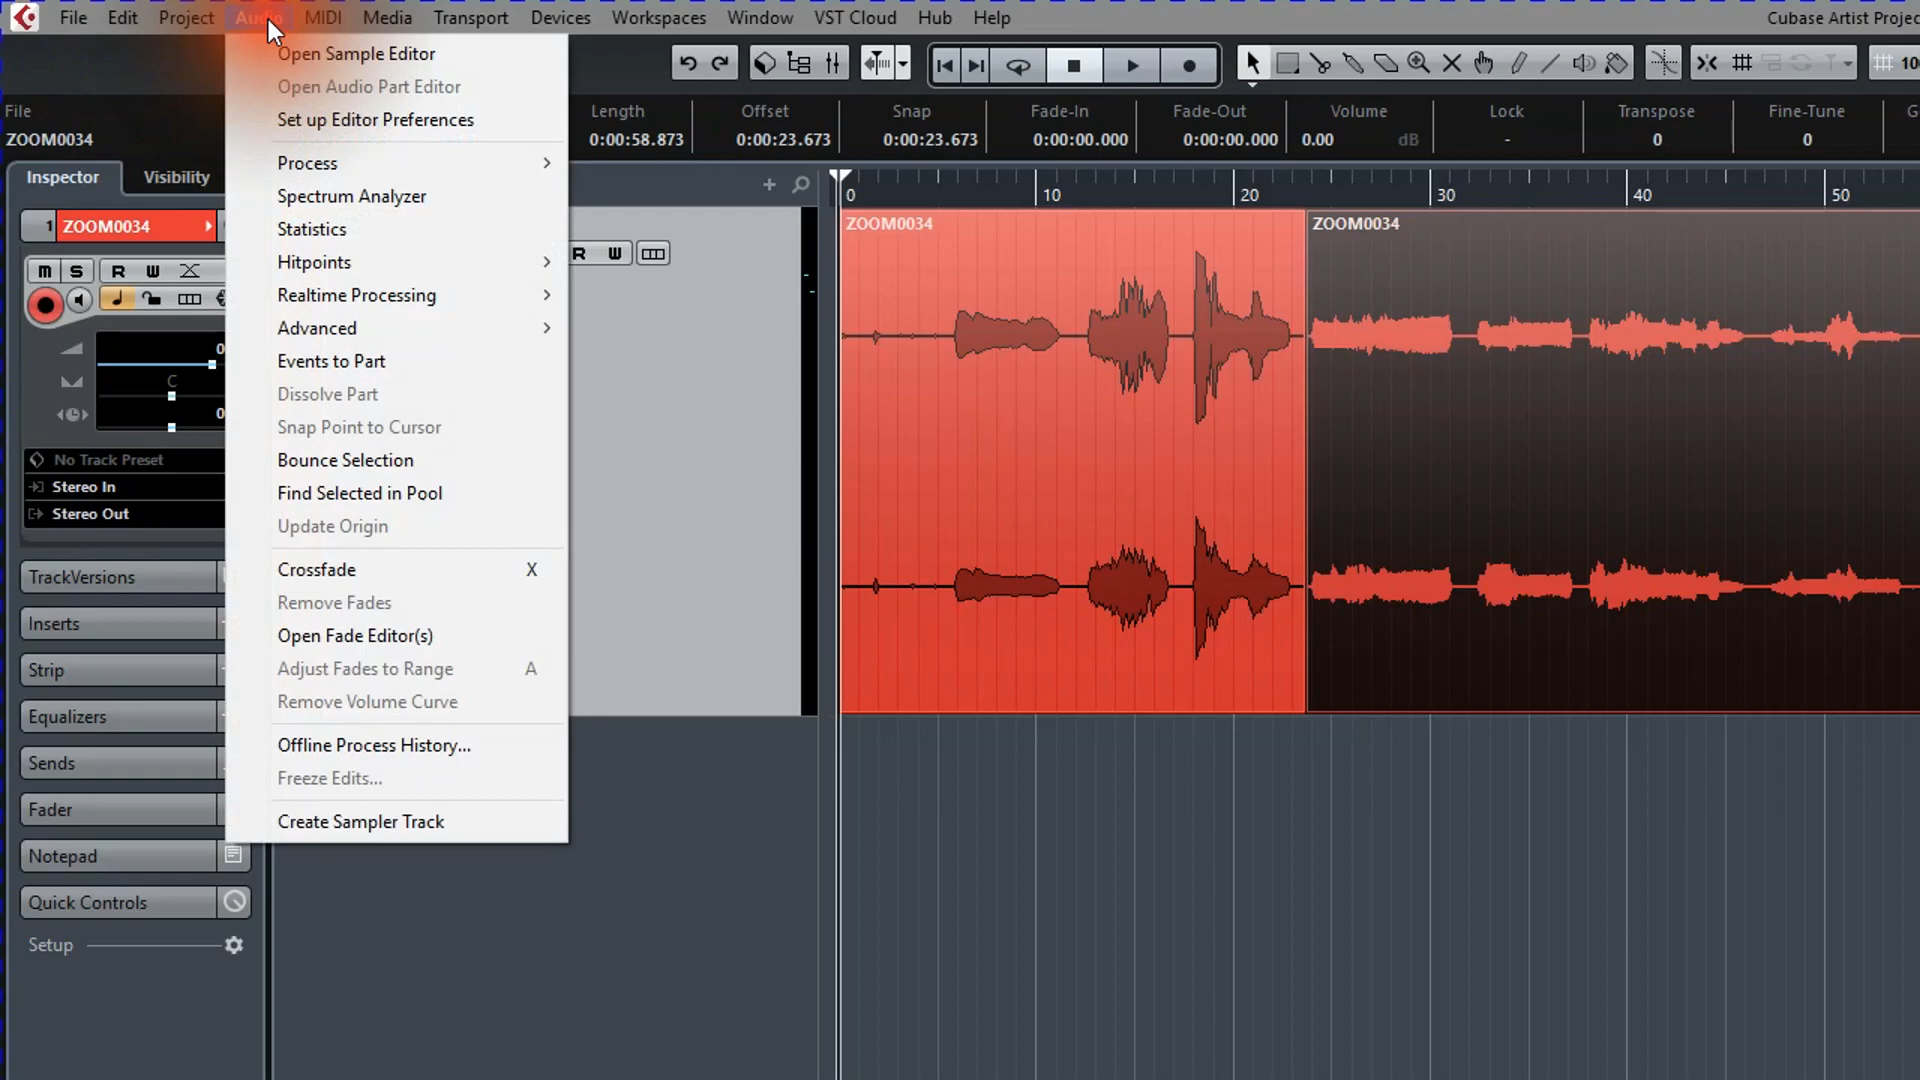 File Edit Project Audio MIDI Media Transport Devices Workspaces Window VST Cloud Hub Help
Cubase Artist Projec
File
ZOOM0034
Length
0:00:58.873
Offset
0:00:23.673
Snap
0:00:23.673
Fade-In
0:00:00.000
Fade-Out
0:00:00.000
Volume
0.00 dB
Lock
-
Transpose
0
Fine-Tune
0
G
10
Inspector
Visibility
1 ZOOM0034
M S R W
C
0
0
No Track Preset
Stereo In
Stereo Out
TrackVersions
Inserts
Strip
Equalizers
Sends
Fader
Notepad
Quick Controls
Setup
Open Sample Editor
Open Audio Part Editor
Set up Editor Preferences
Process
Spectrum Analyzer
Statistics
Hitpoints
Realtime Processing
Advanced
Events to Part
Dissolve Part
Snap Point to Cursor
Bounce Selection
Find Selected in Pool
Update Origin
Crossfade X
Remove Fades
Open Fade Editor(s)
Adjust Fades to Range A
Remove Volume Curve
Offline Process History...
Freeze Edits...
Create Sampler Track
R W
0 10 20 30 40 50
ZOOM0034
ZOOM0034